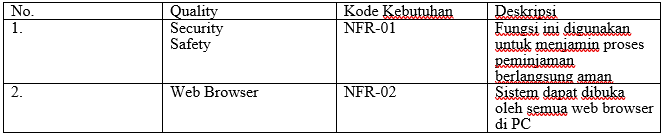 No. Quality Kode Kebutuhan Deskripsi
1. Security NFR-01 Fungsi ini digunakan
Safety untuk menjamin proses
peminjaman
berlangsung aman
2. Web Browser NFR-02 Sistem dapat dibuka
oleh semua web browser
di PC